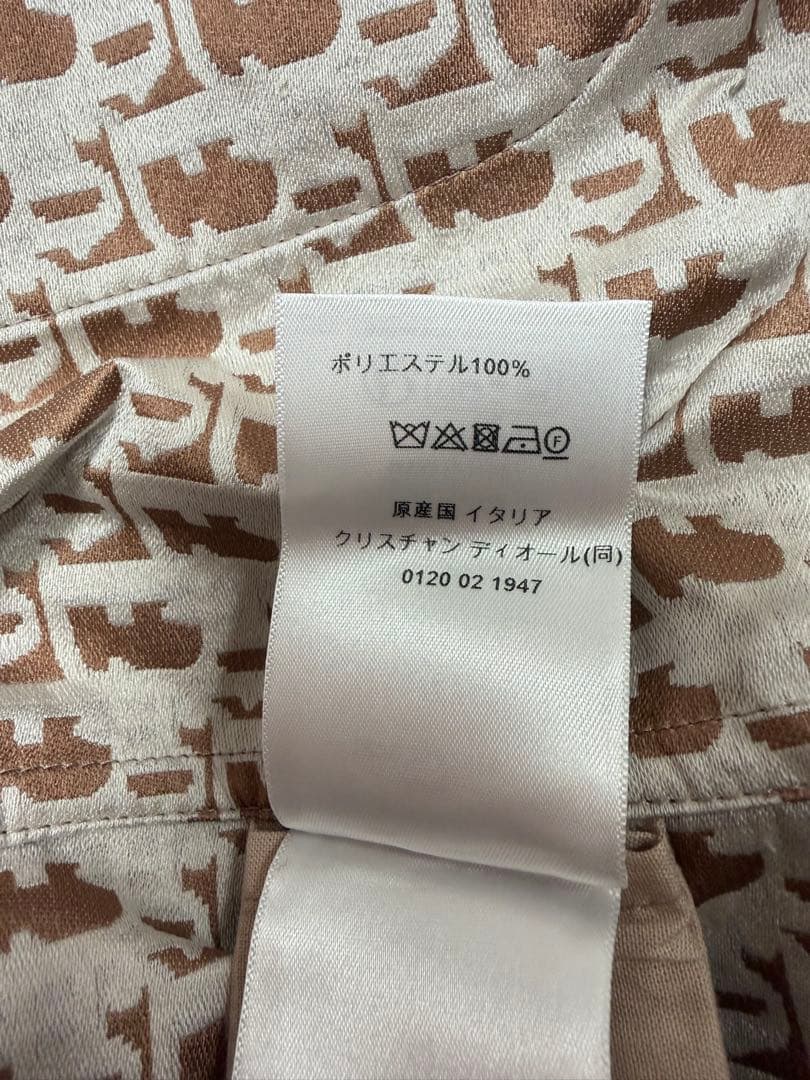 ポリエステル100%
F
原産国 イタリア
クリスチャン ディオール(同)
0120 02 1947